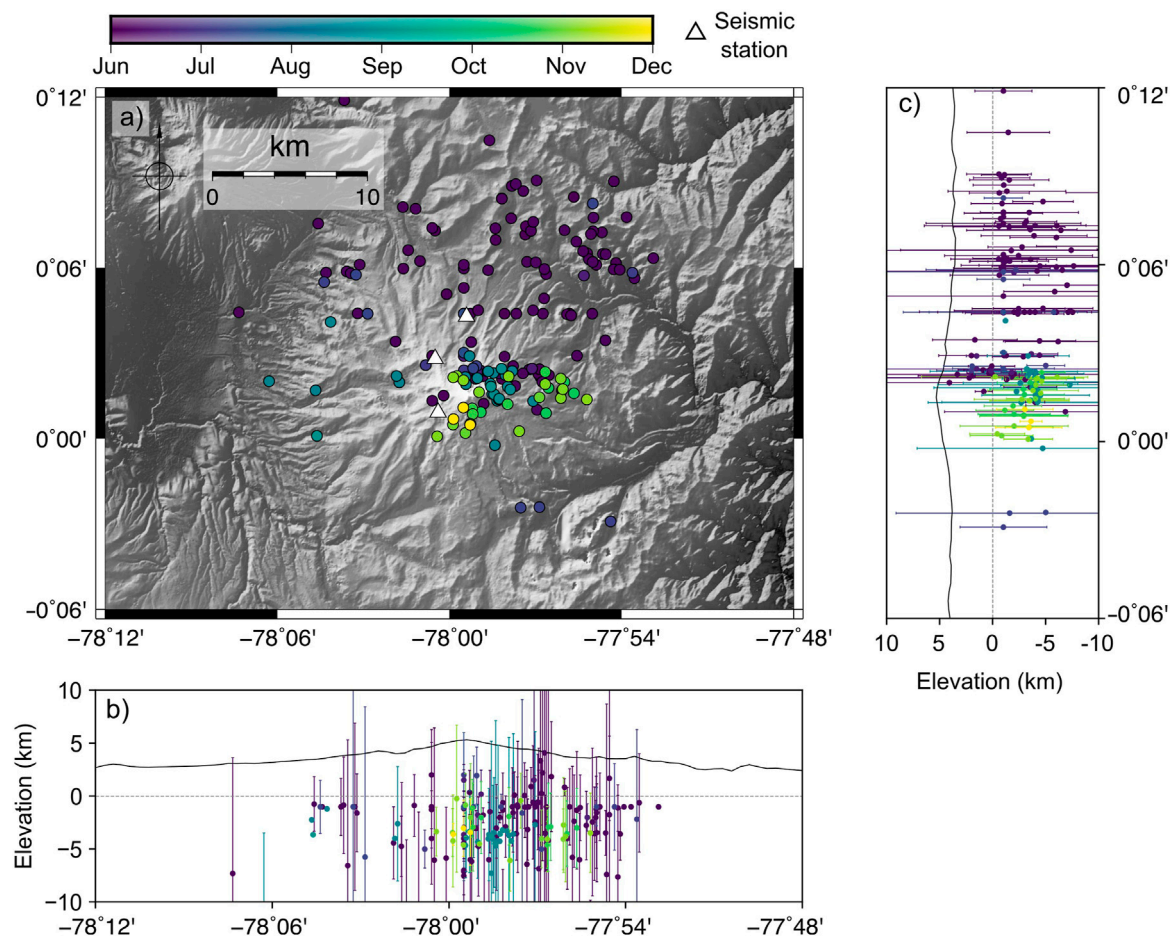 Jun Jul Aug Sep Oct Nov Dec
Seismic
station
a)
km
0 10
0°12'
0°06'
0°00'
−0°06'
−78°12' −78°06' −78°00' −77°54' −77°48'
c)
0°12'
0°06'
0°00'
−0°06'
10 5 0 -5 -10
Elevation (km)
b)
Elevation (km)
10
5
0
−5
−10
−78°12' −78°06' −78°00' −77°54' −77°48'